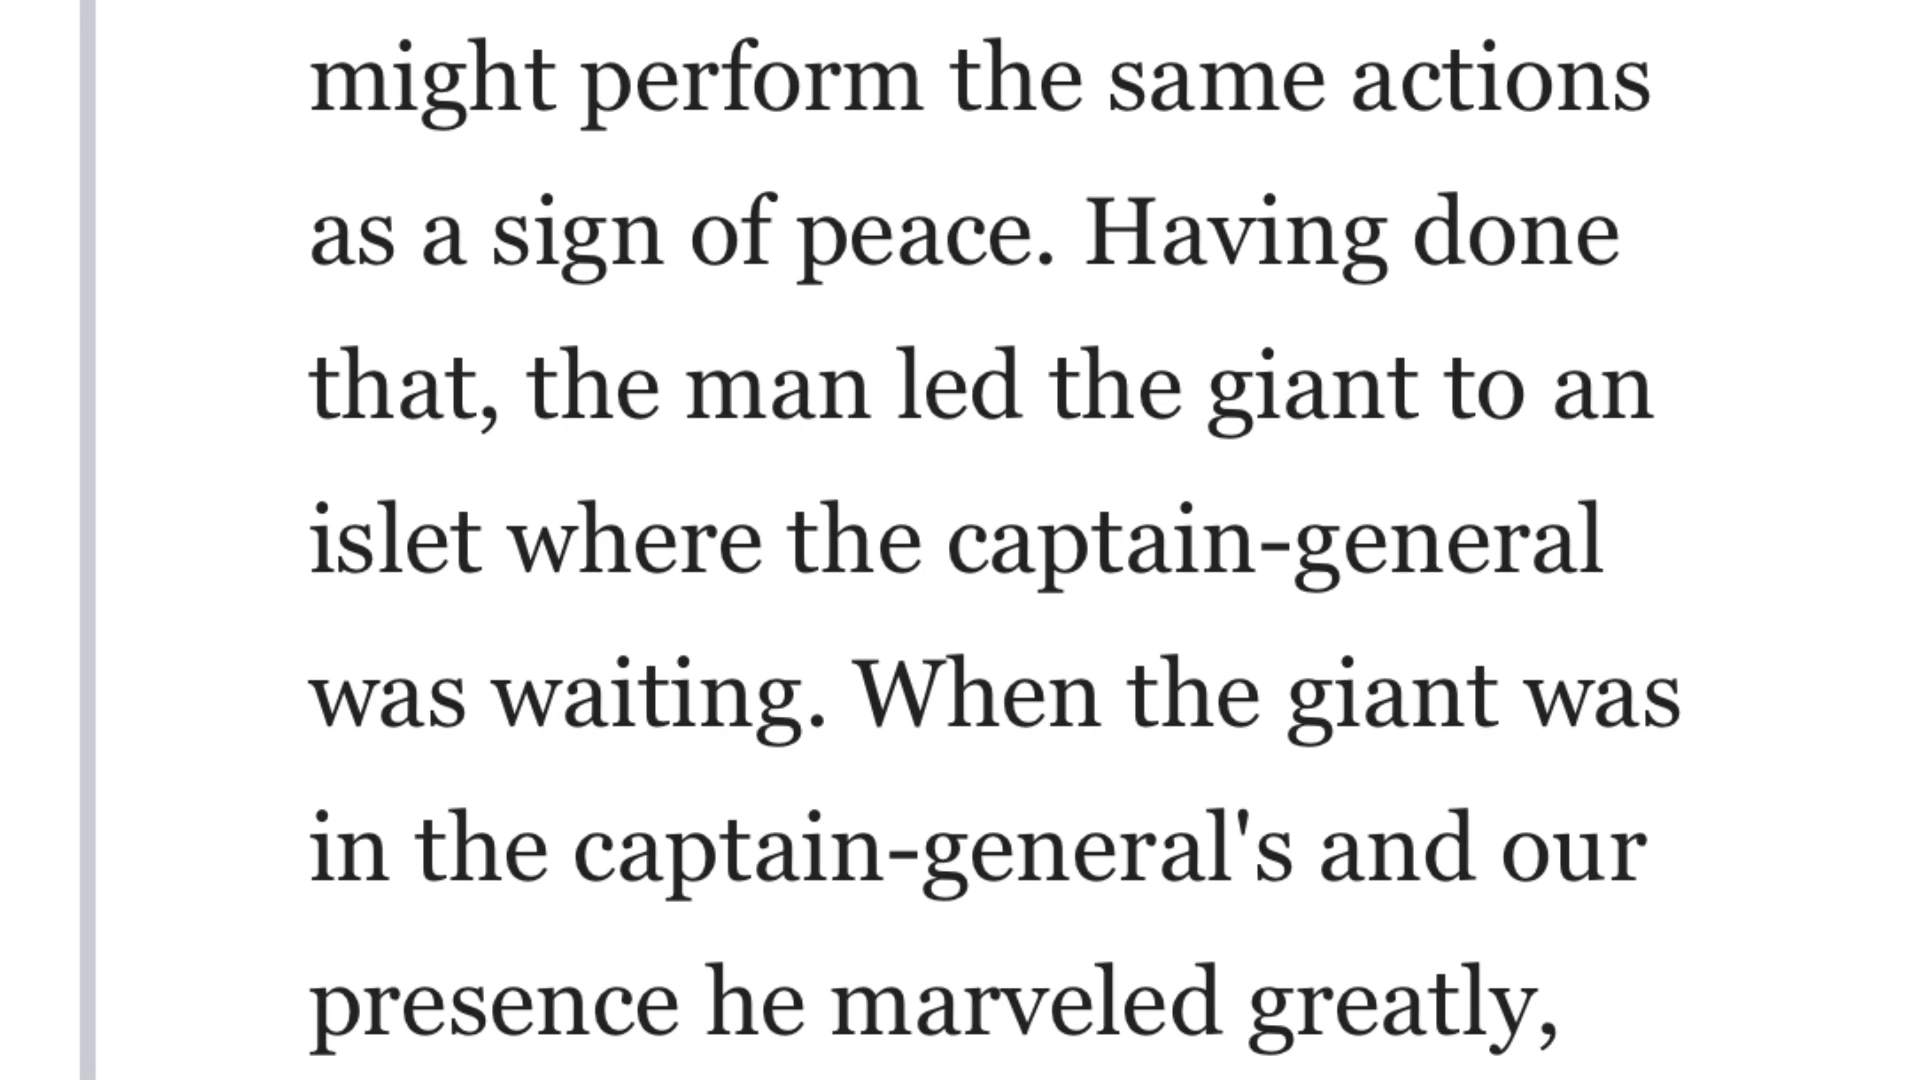 might perform the same actions
as a sign of peace. Having done
that, the man led the giant to an
islet where the captain-general
was waiting. When the giant was
in the captain-general's and our
presence he marveled greatly,